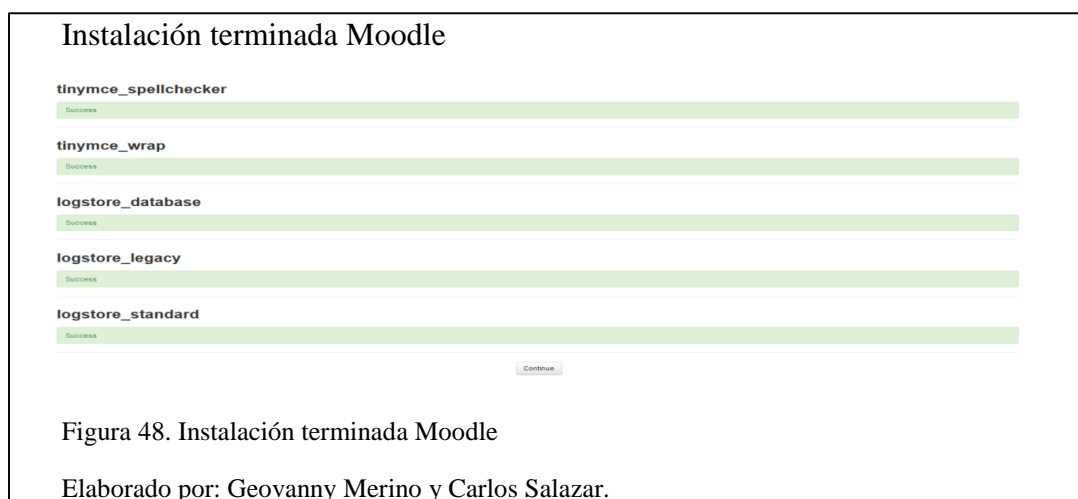 Instalación terminada Moodle
tinymce_spellchecker
Success
tinymce_wrap
Success
logstore_database
Success
logstore_legacy
Success
logstore_standard
Success
Continue
Figura 48. Instalación terminada Moodle
Elaborado por: Geovanny Merino y Carlos Salazar.